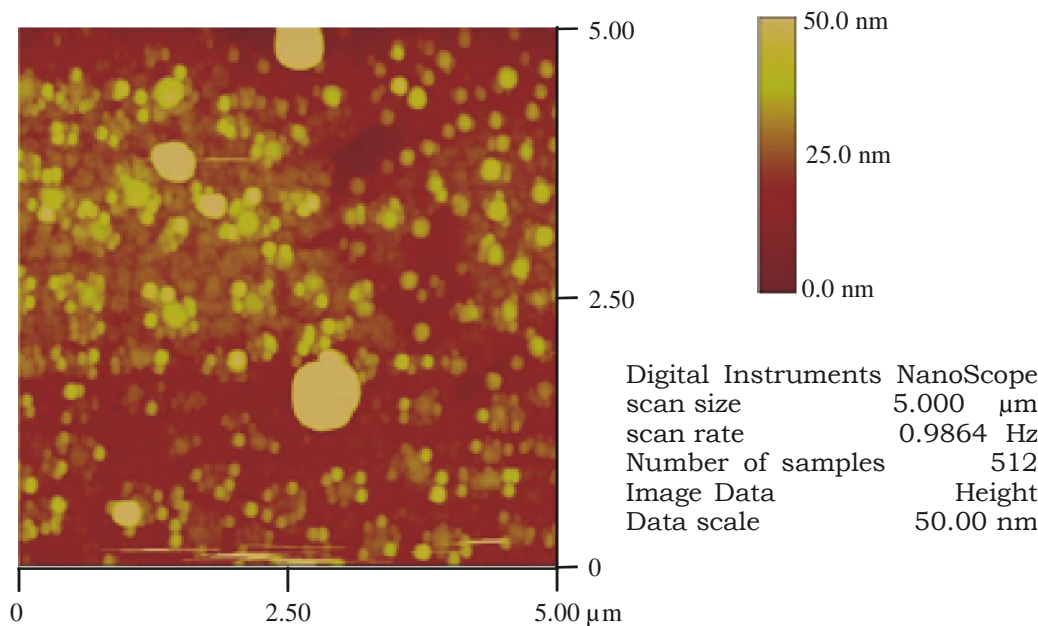 5.00
2.50
0
0 2.50 5.00 µm
50.0 nm
25.0 nm
0.0 nm
Digital Instruments NanoScope
scan size 5.000 µm
scan rate 0.9864 Hz
Number of samples 512
Image Data Height
Data scale 50.00 nm